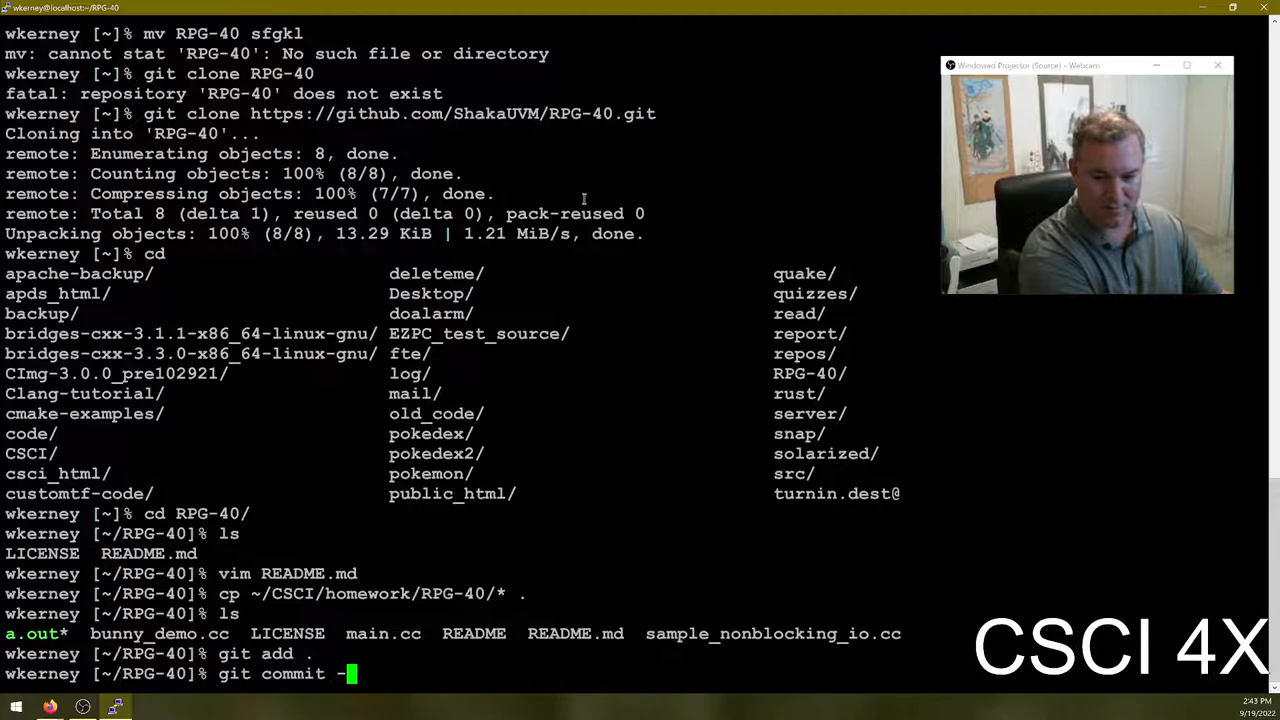 wkerney@localhost:~/RPG-40
wkerney [~]% mv RPG-40 sfgkl
mv: cannot stat 'RPG-40': No such file or directory
wkerney [~]% git clone RPG-40
fatal: repository 'RPG-40' does not exist
wkerney [~]% git clone https://github.com/ShakaUVM/RPG-40.git
Cloning into 'RPG-40'...
remote: Enumerating objects: 8, done.
remote: Counting objects: 100% (8/8), done.
remote: Compressing objects: 100% (7/7), done.
remote: Total 8 (delta 1), reused 0 (delta 0), pack-reused 0
Unpacking objects: 100% (8/8), 13.29 KiB | 1.21 MiB/s, done.
wkerney [~]% cd
apache-backup/ deleteme/ quake/
apds_html/ Desktop/ quizzes/
backup/ doalarm/ read/
bridges-cxx-3.1.1-x86_64-linux-gnu/ EZPC_test_source/ report/
bridges-cxx-3.3.0-x86_64-linux-gnu/ fte/ repos/
CImg-3.0.0_pre102921/ log/ RPG-40/
Clang-tutorial/ mail/ rust/
cmake-examples/ old_code/ server/
code/ pokedex/ snap/
CSCI/ pokedex2/ solarized/
csci_html/ pokemon/ src/
customtf-code/ public_html/ turnin.dest@
wkerney [~]% cd RPG-40/
wkerney [~/RPG-40]% ls
LICENSE README.md
wkerney [~/RPG-40]% vim README.md
wkerney [~/RPG-40]% cp ~/CSCI/homework/RPG-40/* .
wkerney [~/RPG-40]% ls
a.out* bunny_demo.cc LICENSE main.cc README README.md sample_nonblocking_io.cc
wkerney [~/RPG-40]% git add .
wkerney [~/RPG-40]% git commit -
Windowed Projector (Source) - Webcam
CSCI 4X
2:43 PM
9/19/2022